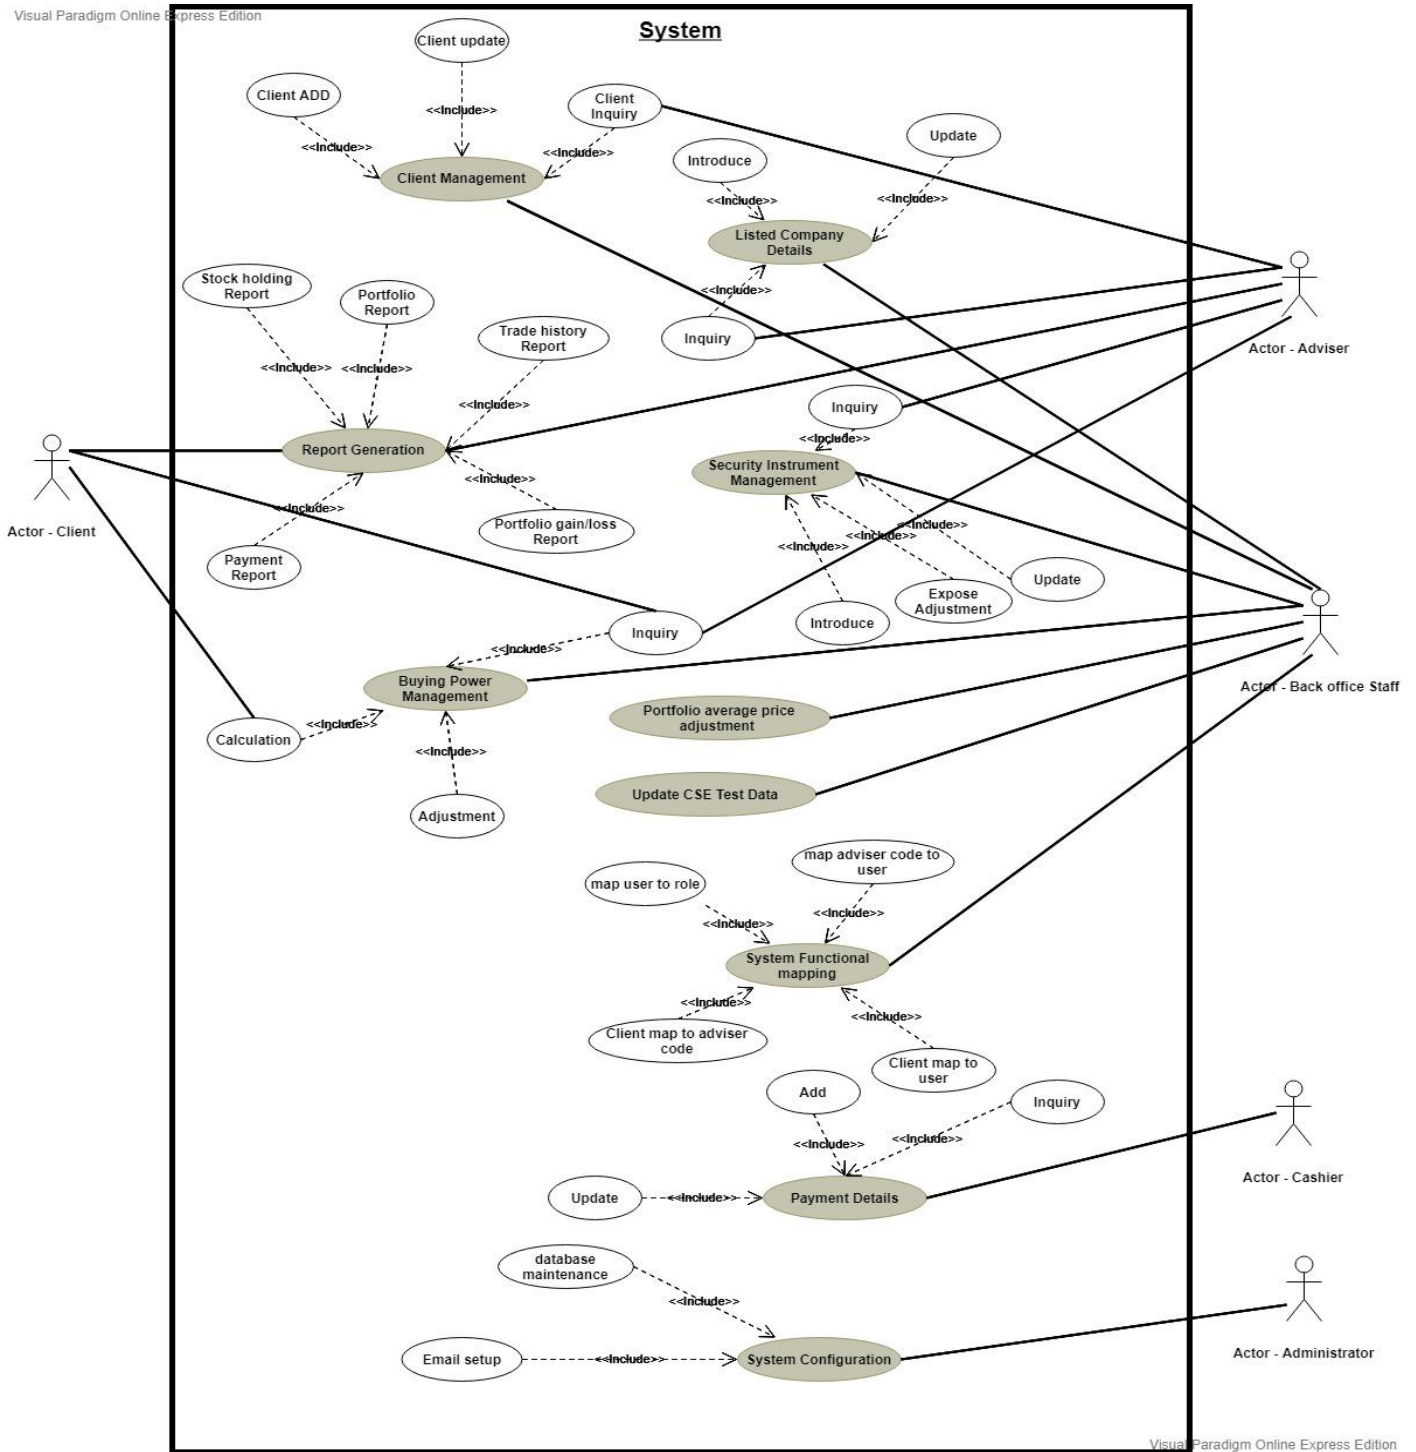 Visual Paradigm Online Express Edition
System
Client update
Client ADD
<<Include>>
Client
Inquiry
<<Include>>
<<Include>>
Client Management
Introduce
Update
<<Include>>
<<Include>>
Listed Company
Details
<<Include>>
Inquiry
Stock holding
Report
Portfolio
Report
Trade history
Report
<<Include>>
<<Include>>
<<Include>>
Report Generation
<<Include>>
<<Include>>
Portfolio gain/loss
Report
Payment
Report
Actor - Client
Actor - Adviser
Inquiry
<<Include>>
Security Instrument
Management
<<Include>>
<<Include>>
<<Include>>
Update
Expose
Adjustment
Introduce
Inquiry
<<Include>>
Buying Power
Management
<<Include>>
Calculation
<<Include>>
Adjustment
Actor - Back office Staff
Portfolio average price
adjustment
Update CSE Test Data
map adviser code to
user
map user to role
<<Include>>
<<Include>>
System Functional
mapping
<<Include>>
<<Include>>
Client map to adviser
code
Client map to
user
Add
Inquiry
<<Include>>
<<Include>>
Update
<<Include>>
Payment Details
Actor - Cashier
database
maintenance
<<Include>>
Email setup
<<Include>>
System Configuration
Actor - Administrator
Visual Paradigm Online Express Edition